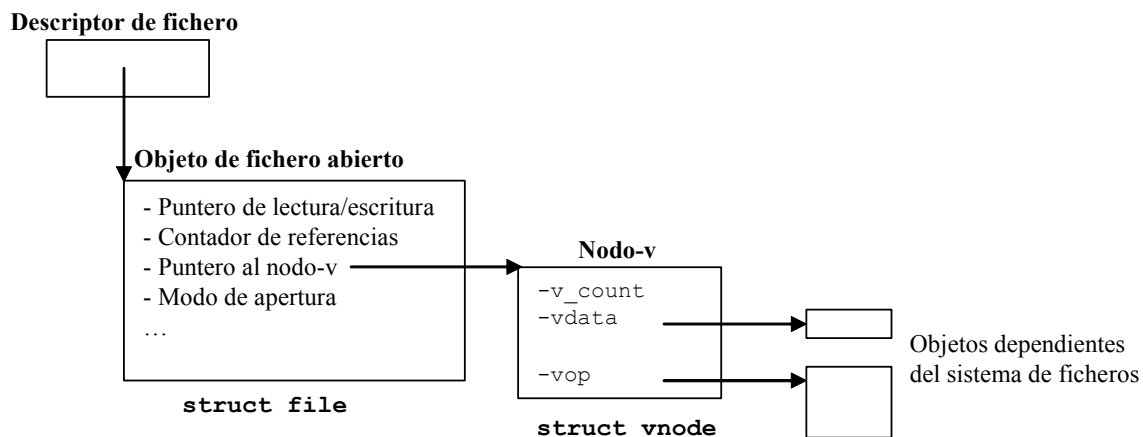 Descriptor de fichero
Objeto de fichero abierto
- Puntero de lectura/escritura
- Contador de referencias
- Puntero al nodo-v
- Modo de apertura
…
struct file
Nodo-v
-v_count
-vdata
-vop
struct vnode
Objetos dependientes
del sistema de ficheros